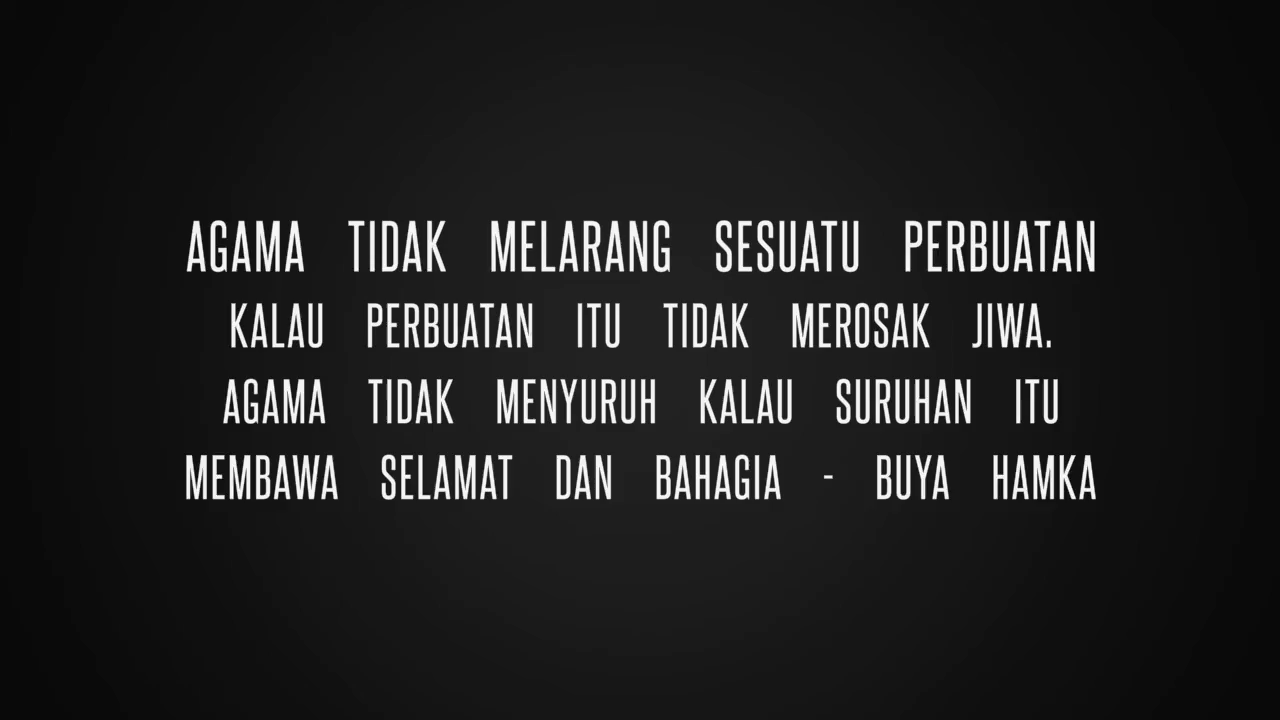 AGAMA TIDAK MELARANG SESUATU PERBUATAN
KALAU PERBUATAN ITU TIDAK MEROSAK JIWA.
AGAMA TIDAK MENYURUH KALAU SURUHAN ITU
MEMBAWA SELAMAT DAN BAHAGIA - BUYA HAMKA